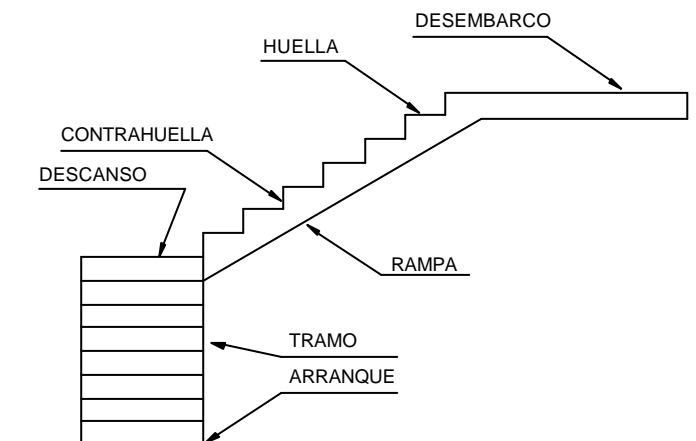 DESEMBARCO
HUELLA
CONTRAHUELLA
DESCANSO
RAMPA
TRAMO
ARRANQUE